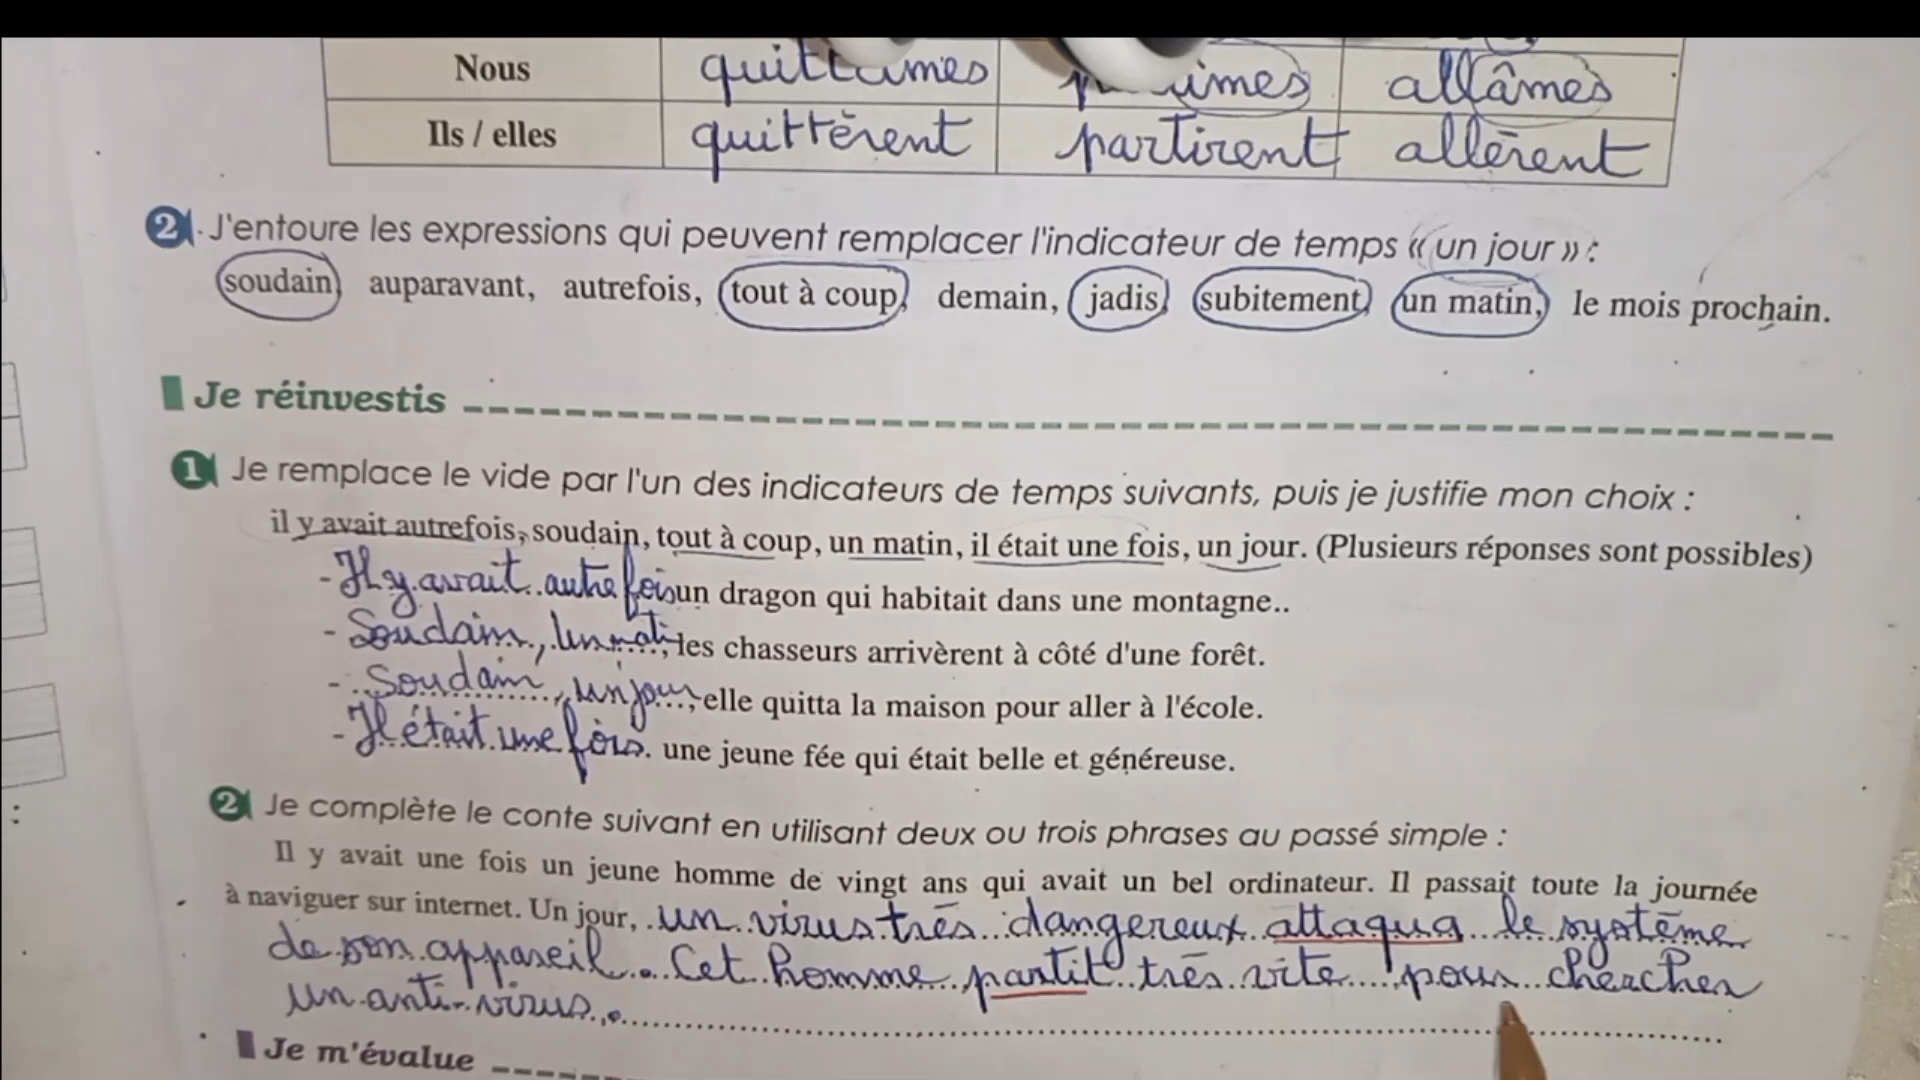 Nous quittâmes îmes allâmes
Ils / elles quittèrent partirent allèrent
2 J'entoure les expressions qui peuvent remplacer l'indicateur de temps « un jour » :
soudain, auparavant, autrefois, tout à coup, demain, jadis, subitement, un matin, le mois prochain.
Je réinvestis
1 Je remplace le vide par l'un des indicateurs de temps suivants, puis je justifie mon choix :
il y avait autrefois, soudain, tout à coup, un matin, il était une fois, un jour. (Plusieurs réponses sont possibles)
- Il y avait autrefois un dragon qui habitait dans une montagne..
- Soudain, un matin, les chasseurs arrivèrent à côté d'une forêt.
- Soudain, un jour, elle quitta la maison pour aller à l'école.
- Il était une fois une jeune fée qui était belle et généreuse.
2 Je complète le conte suivant en utilisant deux ou trois phrases au passé simple :
Il y avait une fois un jeune homme de vingt ans qui avait un bel ordinateur. Il passait toute la journée
à naviguer sur internet. Un jour, un virus très dangereux attaqua le système
de son appareil. Cet homme partit très vite pour chercher
un anti-virus.
Je m'évalue